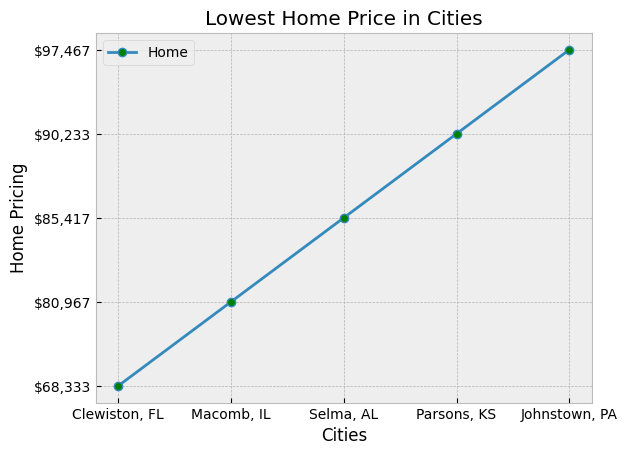 Lowest Home Price in Cities
Home
$97,467
$90,233
$85,417
$80,967
$68,333
Home Pricing
Clewiston, FL
Macomb, IL
Selma, AL
Parsons, KS
Johnstown, PA
Cities